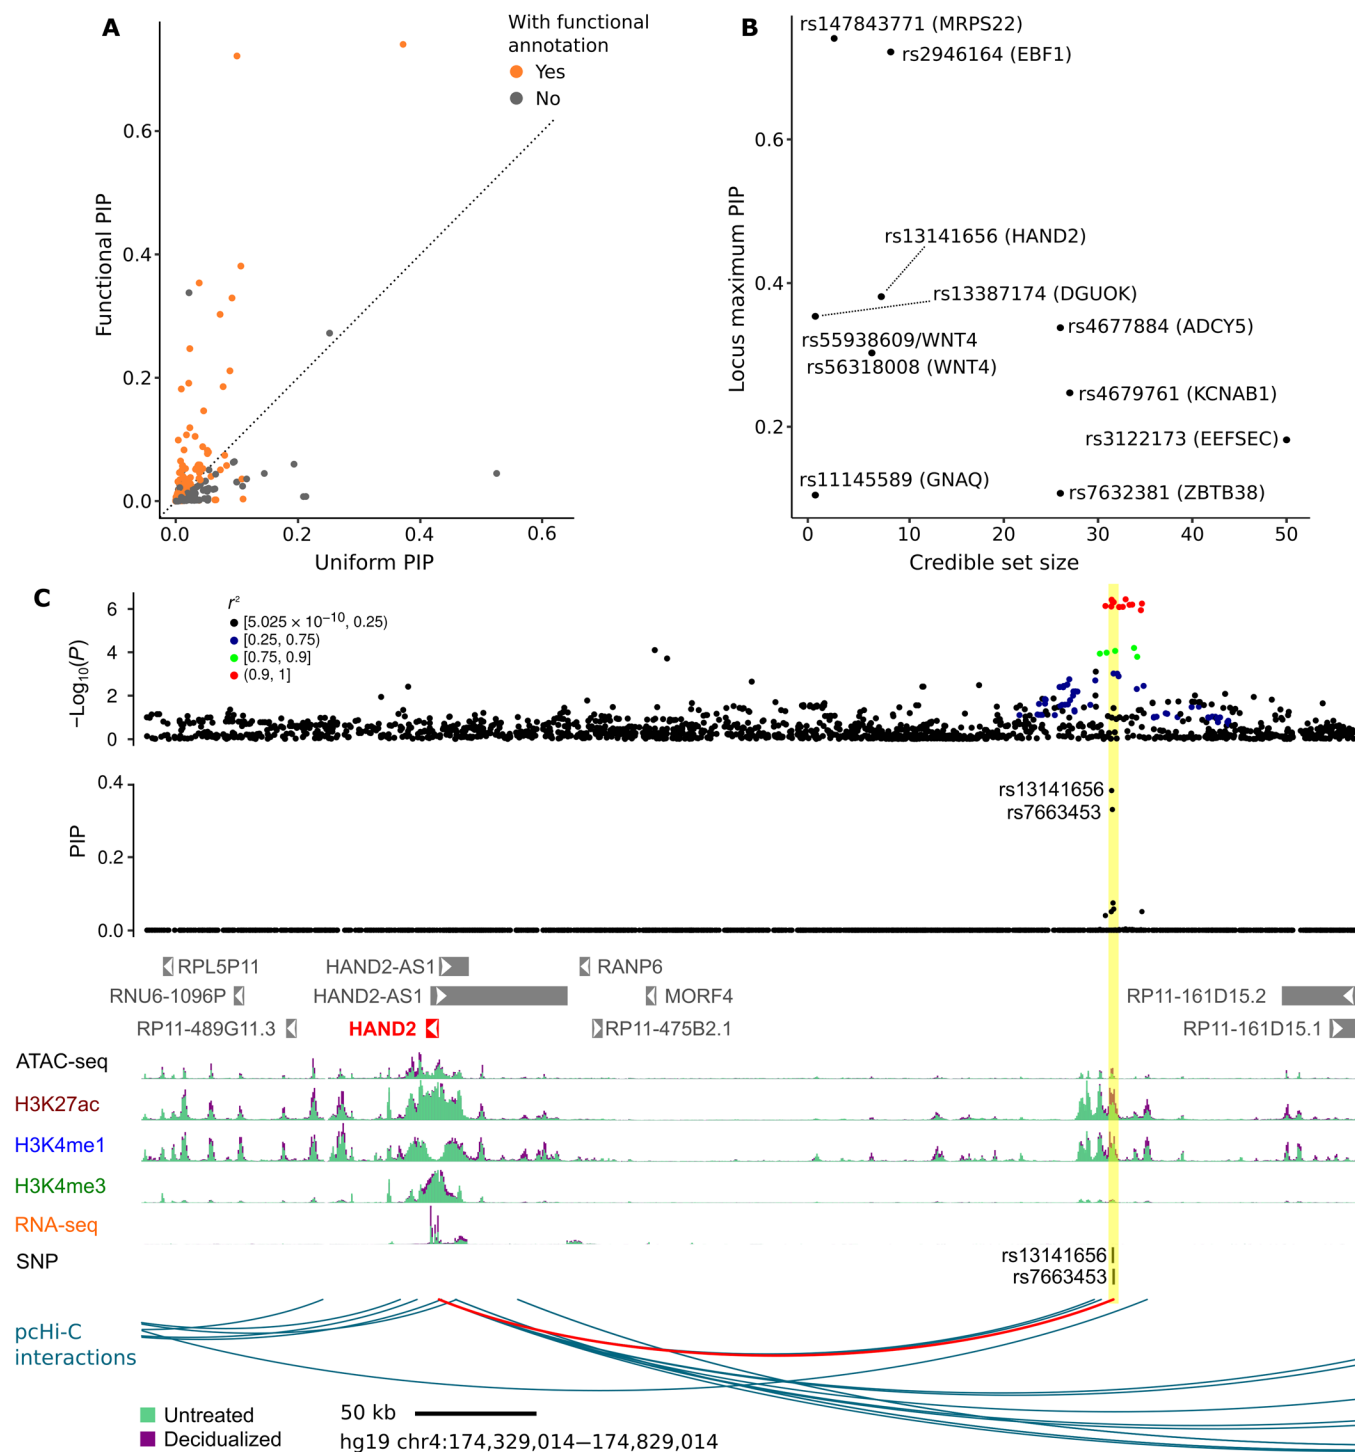 A
With functional
annotation
Yes
No
Functional PIP
0.6
0.4
0.2
0.0
0.0
0.2
0.4
0.6
Uniform PIP
B
rs147843771 (MRPS22)
rs2946164 (EBF1)
rs13141656 (HAND2)
rs13387174 (DGUOK)
rs4677884 (ADCY5)
rs55938609/WNT4
rs56318008 (WNT4)
rs4679761 (KCNAB1)
rs3122173 (EEFSEC)
rs11145589 (GNAQ)
rs7632381 (ZBTB38)
Locus maximum PIP
0.6
0.4
0.2
0
10
20
30
40
50
Credible set size
C
r²
[5.025 × 10⁻¹⁰, 0.25)
[0.25, 0.75)
[0.75, 0.9]
(0.9, 1]
−Log₁₀(P)
6
4
2
0
PIP
0.4
0.2
0.0
rs13141656
rs7663453
RPL5P11
HAND2-AS1
RANP6
RNU6-1096P
HAND2-AS1
MORF4
RP11-161D15.2
RP11-489G11.3
HAND2
RP11-475B2.1
RP11-161D15.1
ATAC-seq
H3K27ac
H3K4me1
H3K4me3
RNA-seq
SNP
rs13141656
rs7663453
pcHi-C
interactions
Untreated
Decidualized
50 kb
hg19 chr4:174,329,014−174,829,014